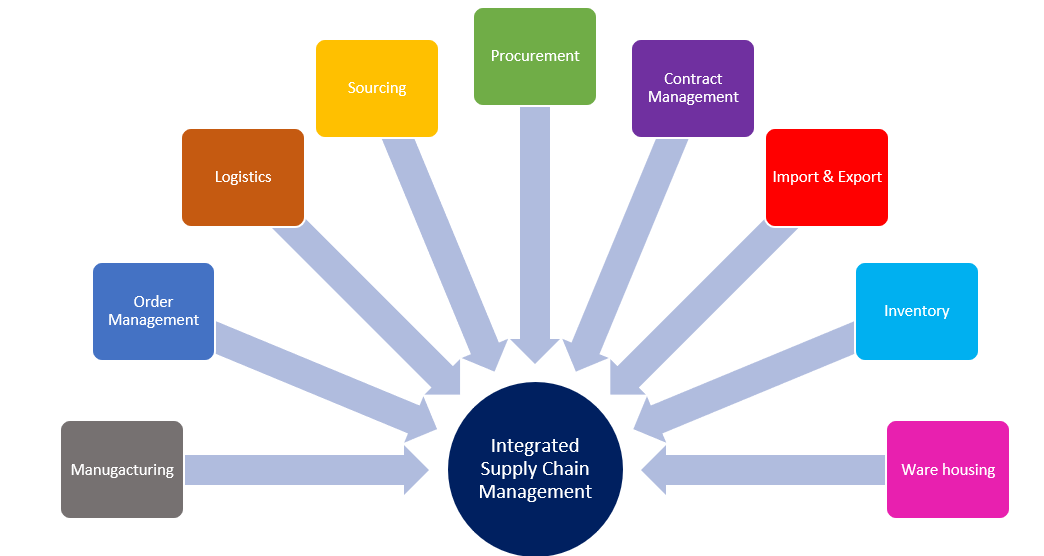 Procurement
Sourcing
Contract
Management
Logistics
Import & Export
Order
Management
Inventory
Manugacturing
Integrated
Supply Chain
Management
Ware housing